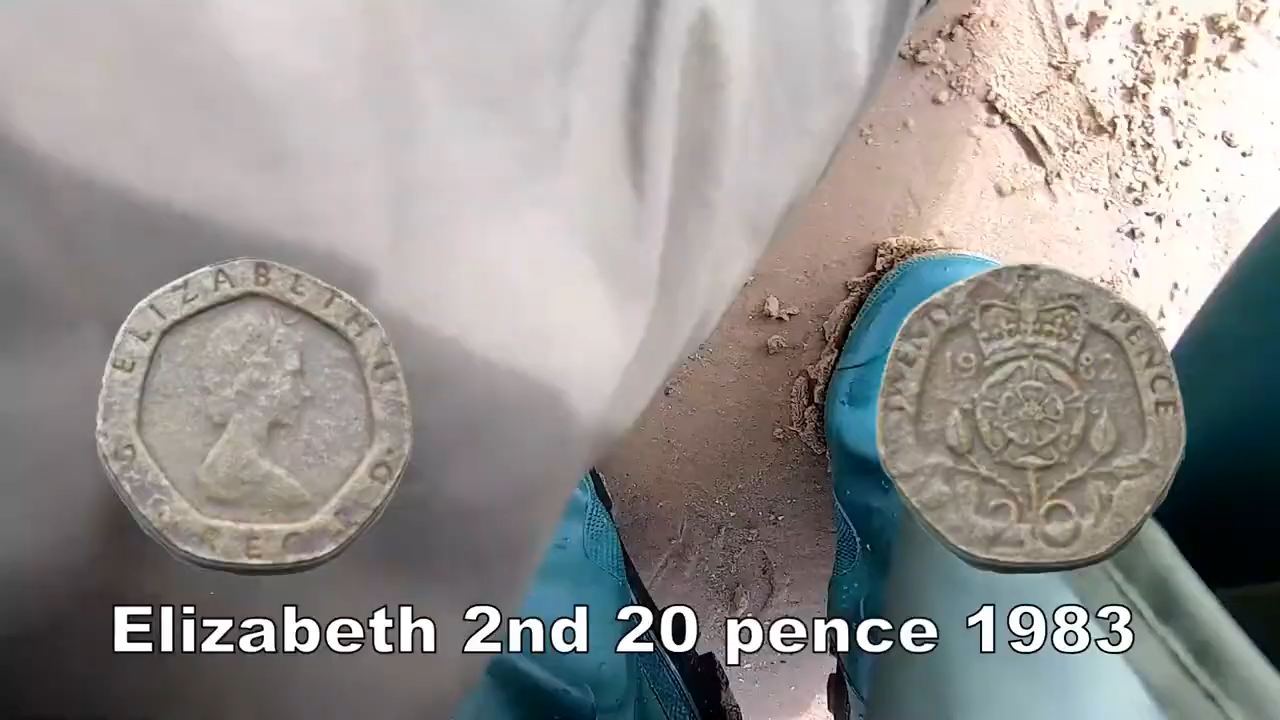 ELIZABETH II D.G REG
TWENTY PENCE
1982
20
Elizabeth 2nd 20 pence 1983